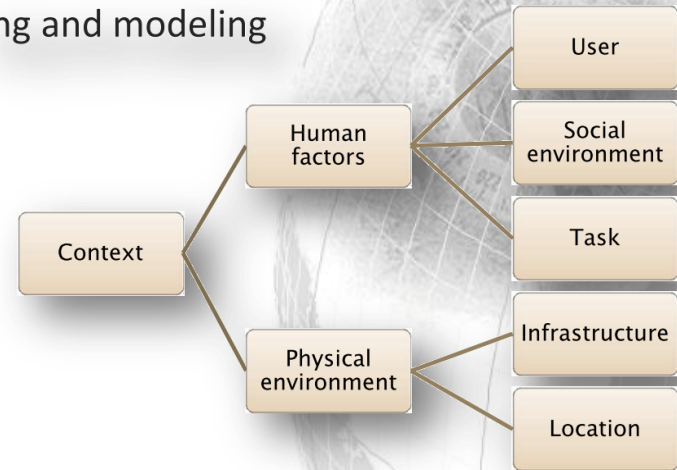 ng and modeling
User
Human
factors
Social
environment
Context
Task
Infrastructure
Physical
environment
Location